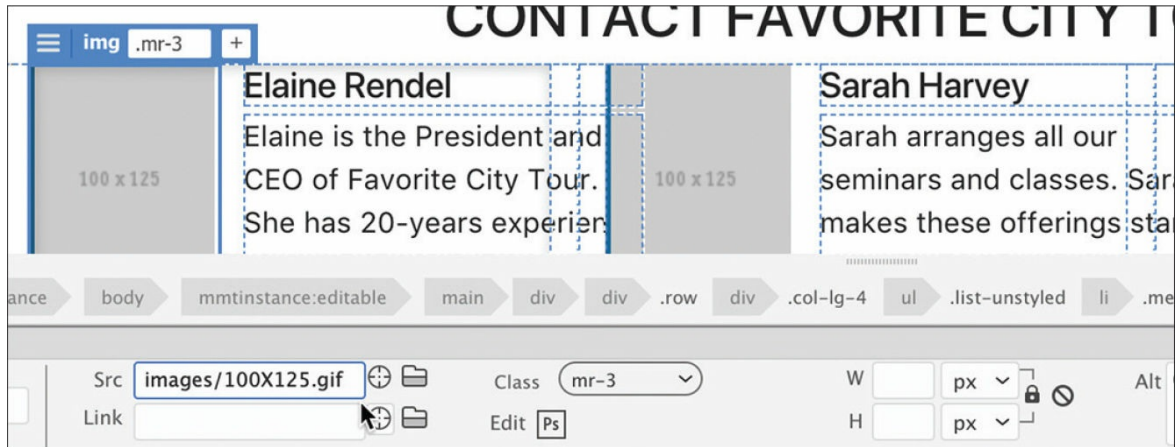 CONTACT FAVORITE CITY T
img .mr-3 +
Elaine Rendel
Elaine is the President and
CEO of Favorite City Tour.
She has 20-years experien
100 x 125
Sarah Harvey
Sarah arranges all our
seminars and classes. Sar
makes these offerings star
100 x 125
ance body mmtinstance:editable main div div .row div .col-lg-4 ul .list-unstyled li .me
Src images/100X125.gif Class mr-3 W px Alt
Link Edit Ps H px